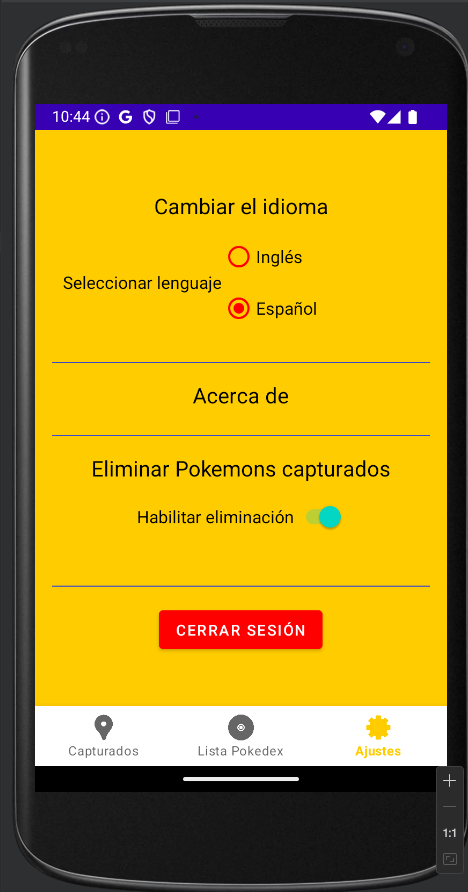 10:44
Cambiar el idioma
Seleccionar lenguaje
Inglés
Español
Acerca de
Eliminar Pokemons capturados
Habilitar eliminación
CERRAR SESIÓN
Capturados
Lista Pokedex
Ajustes
1:1